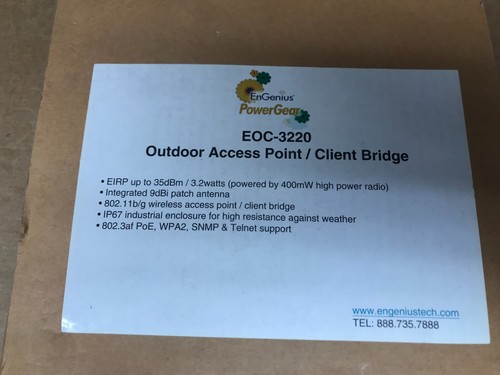 EnGenius®
PowerGear
EOC-3220
Outdoor Access Point / Client Bridge
• EIRP up to 35dBm / 3.2watts (powered by 400mW high power radio)
• Integrated 9dBi patch antenna
• 802.11b/g wireless access point / client bridge
• IP67 industrial enclosure for high resistance against weather
• 802.3af PoE, WPA2, SNMP & Telnet support
www.engeniustech.com
TEL: 888.735.7888